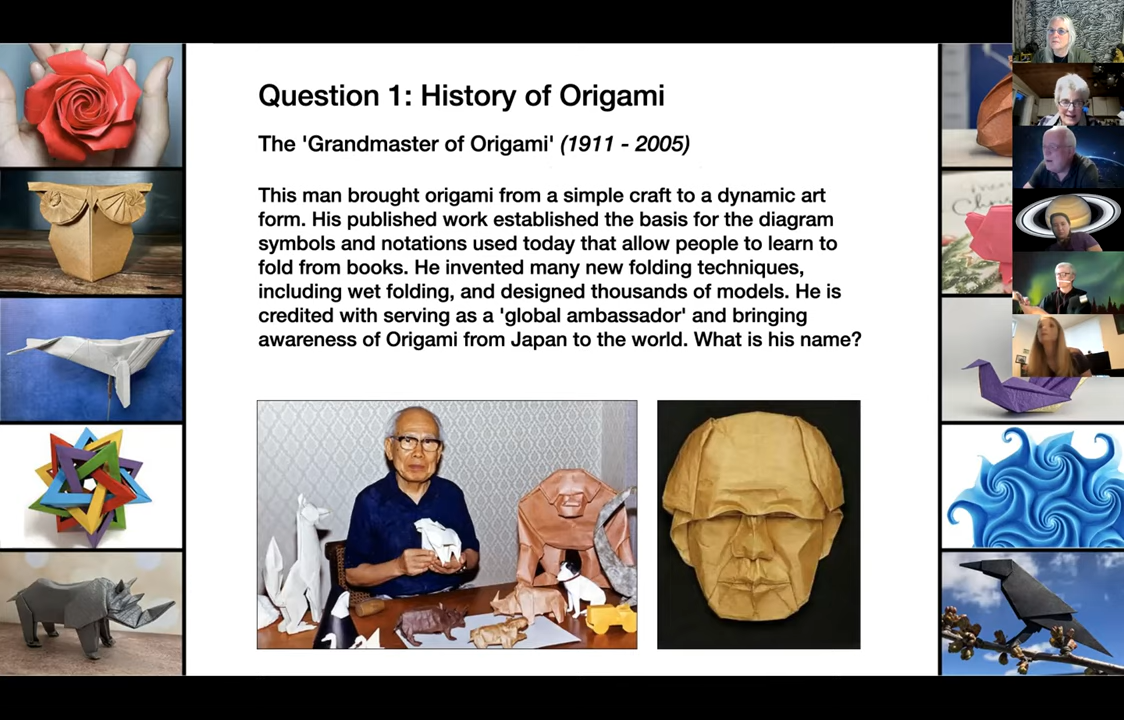 Question 1: History of Origami
The 'Grandmaster of Origami' (1911 - 2005)
This man brought origami from a simple craft to a dynamic art
form. His published work established the basis for the diagram
symbols and notations used today that allow people to learn to
fold from books. He invented many new folding techniques,
including wet folding, and designed thousands of models. He is
credited with serving as a 'global ambassador' and bringing
awareness of Origami from Japan to the world. What is his name?